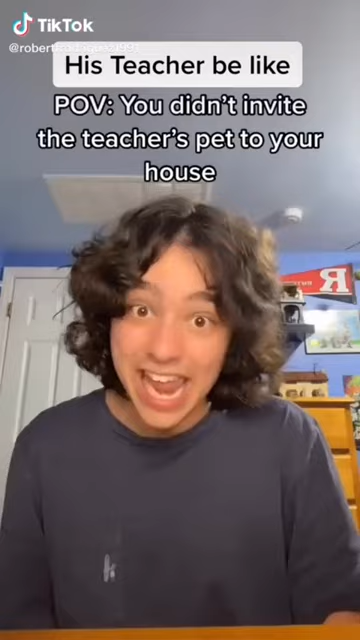 TikTok
His Teacher be like
POV: You didn't invite
the teacher's pet to your
house
R